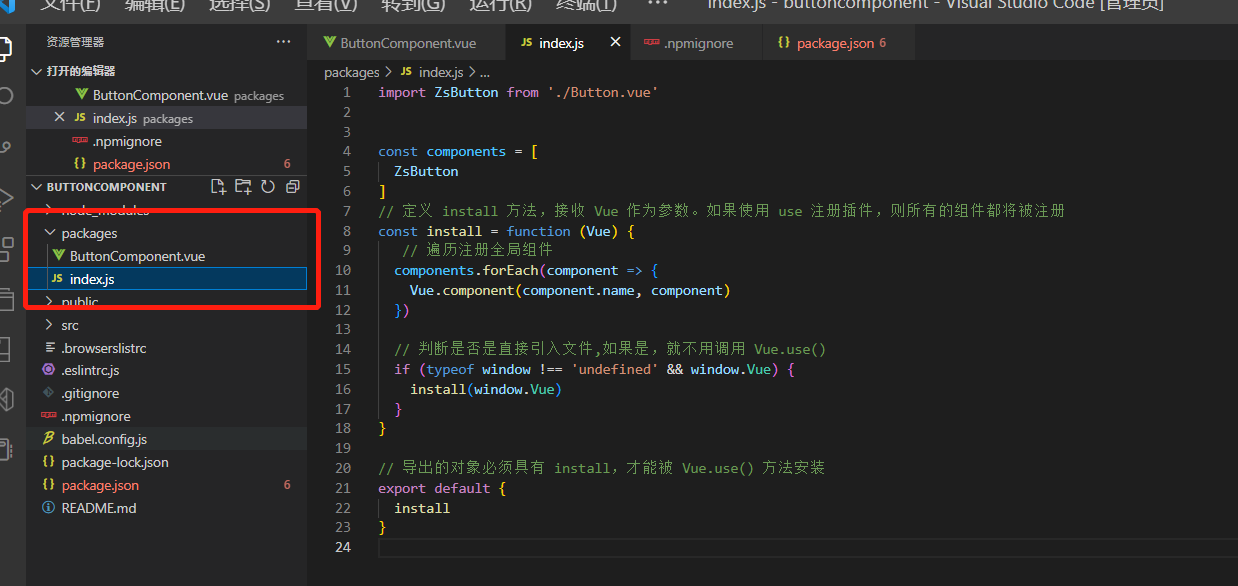 文件(F) 编辑(E) 选择(S) 查看(V) 转到(G) 运行(R) 终端(T) ··· index.js - buttoncomponent - Visual Studio Code [管理员]
资源管理器 ···
打开的编辑器
ButtonComponent.vue packages
index.js packages
.npmignore
package.json 6
BUTTONCOMPONENT
node_modules
packages
ButtonComponent.vue
JS index.js
public
src
.browserslistrc
.eslintrc.js
.gitignore
.npmignore
babel.config.js
package-lock.json
package.json 6
README.md
ButtonComponent.vue JS index.js .npmignore {} package.json 6
packages > JS index.js > ...
1 import ZsButton from './Button.vue'
2
3
4 const components = [
5 ZsButton
6 ]
7 // 定义 install 方法，接收 Vue 作为参数。如果使用 use 注册插件，则所有的组件都将被注册
8 const install = function (Vue) {
9 // 遍历注册全局组件
10 components.forEach(component => {
11 Vue.component(component.name, component)
12 })
13
14 // 判断是否是直接引入文件,如果是，就不用调用 Vue.use()
15 if (typeof window !== 'undefined' && window.Vue) {
16 install(window.Vue)
17 }
18 }
19
20 // 导出的对象必须具有 install，才能被 Vue.use() 方法安装
21 export default {
22 install
23 }
24